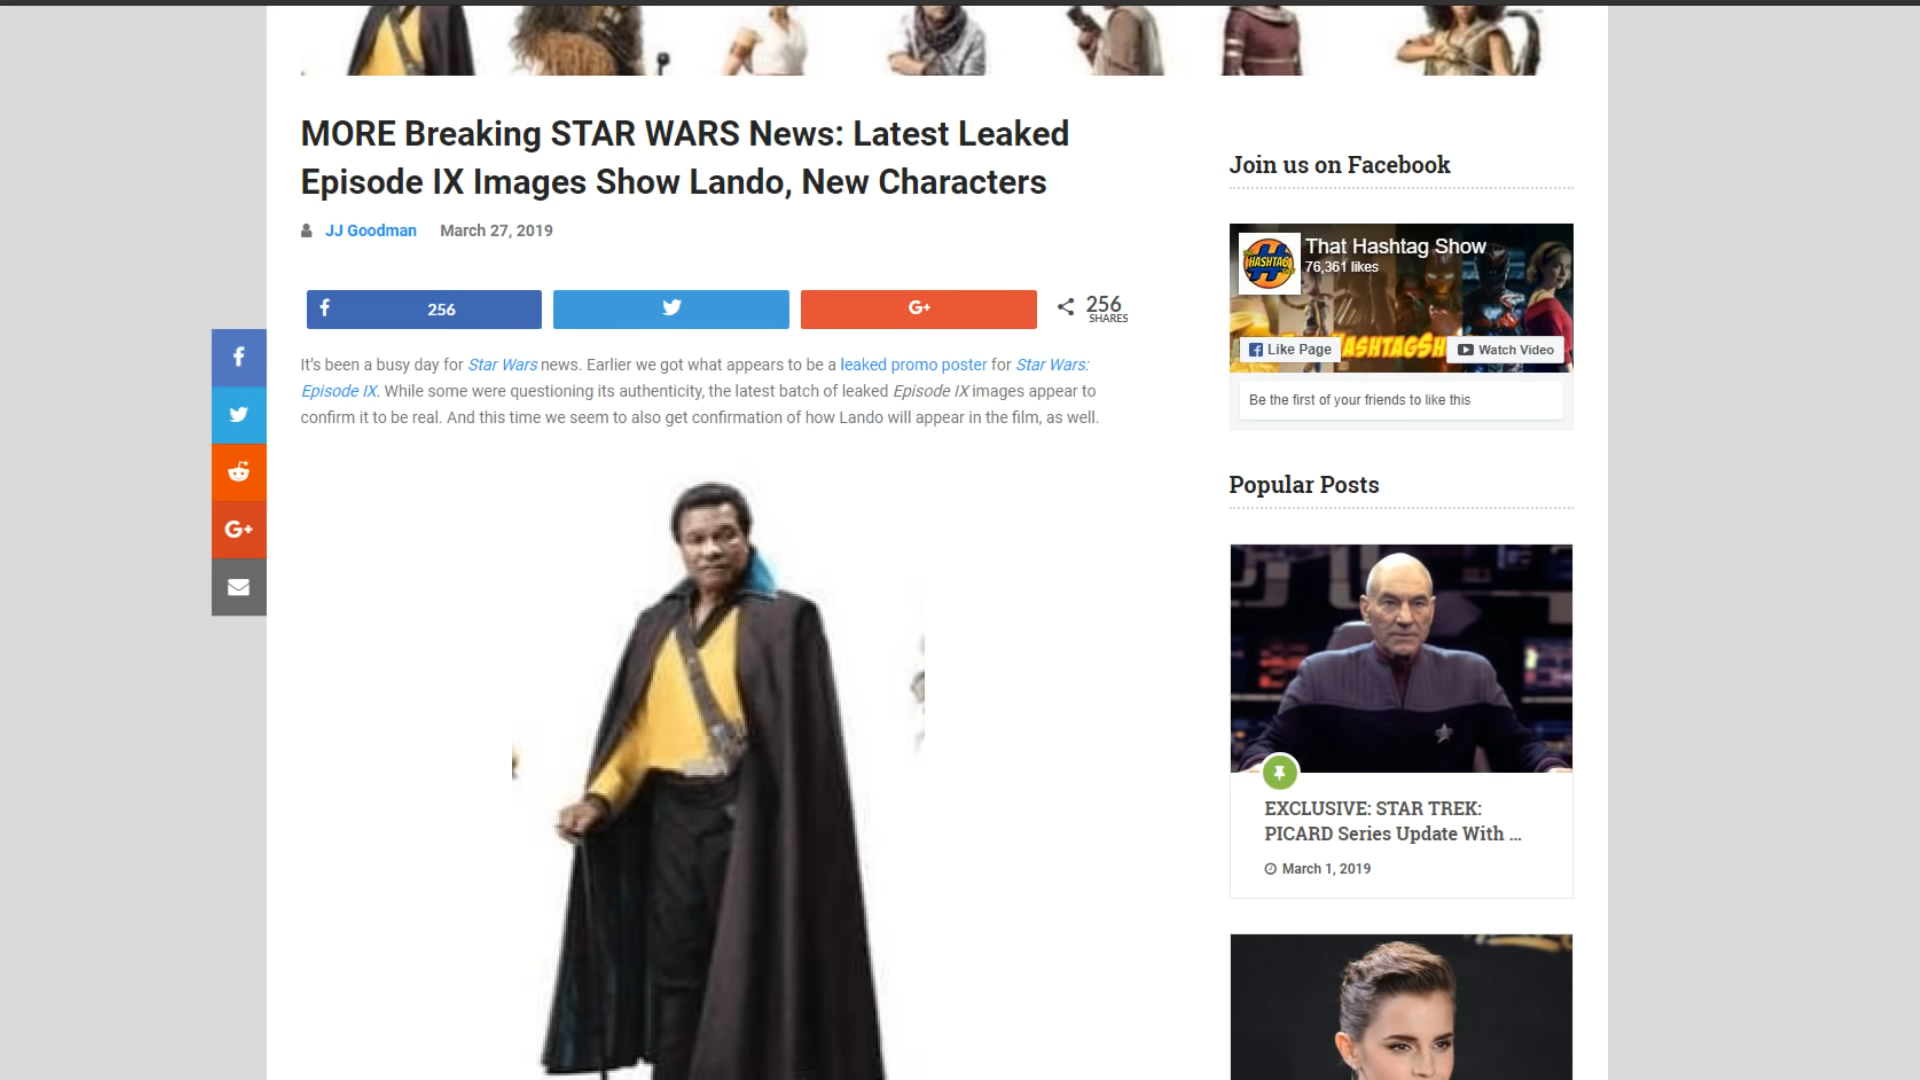 MORE Breaking STAR WARS News: Latest Leaked
Episode IX Images Show Lando, New Characters
JJ Goodman March 27, 2019
256
G+
256
SHARES
It's been a busy day for Star Wars news. Earlier we got what appears to be a leaked promo poster for Star Wars:
Episode IX. While some were questioning its authenticity, the latest batch of leaked Episode IX images appear to
confirm it to be real. And this time we seem to also get confirmation of how Lando will appear in the film, as well.
G+
Join us on Facebook
HASHTAG
That Hashtag Show
76,361 likes
HASHTAGSH
Like Page
Watch Video
Be the first of your friends to like this
Popular Posts
EXCLUSIVE: STAR TREK:
PICARD Series Update With ...
March 1, 2019